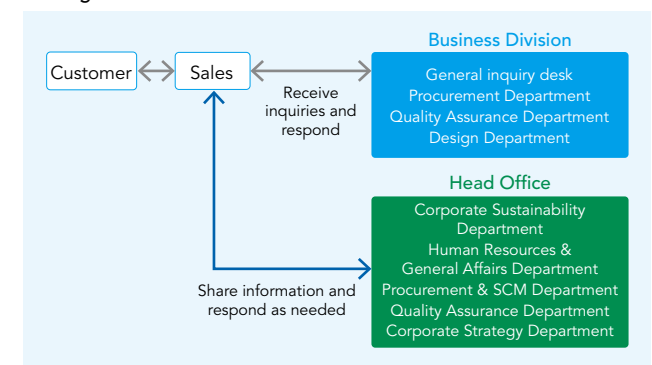 Business Division
Customer
Sales
General inquiry desk
Procurement Department
Quality Assurance Department
Design Department
Receive
inquiries and
respond
Head Office
Corporate Sustainability
Department
Human Resources &
General Affairs Department
Procurement & SCM Department
Quality Assurance Department
Corporate Strategy Department
Share information and
respond as needed